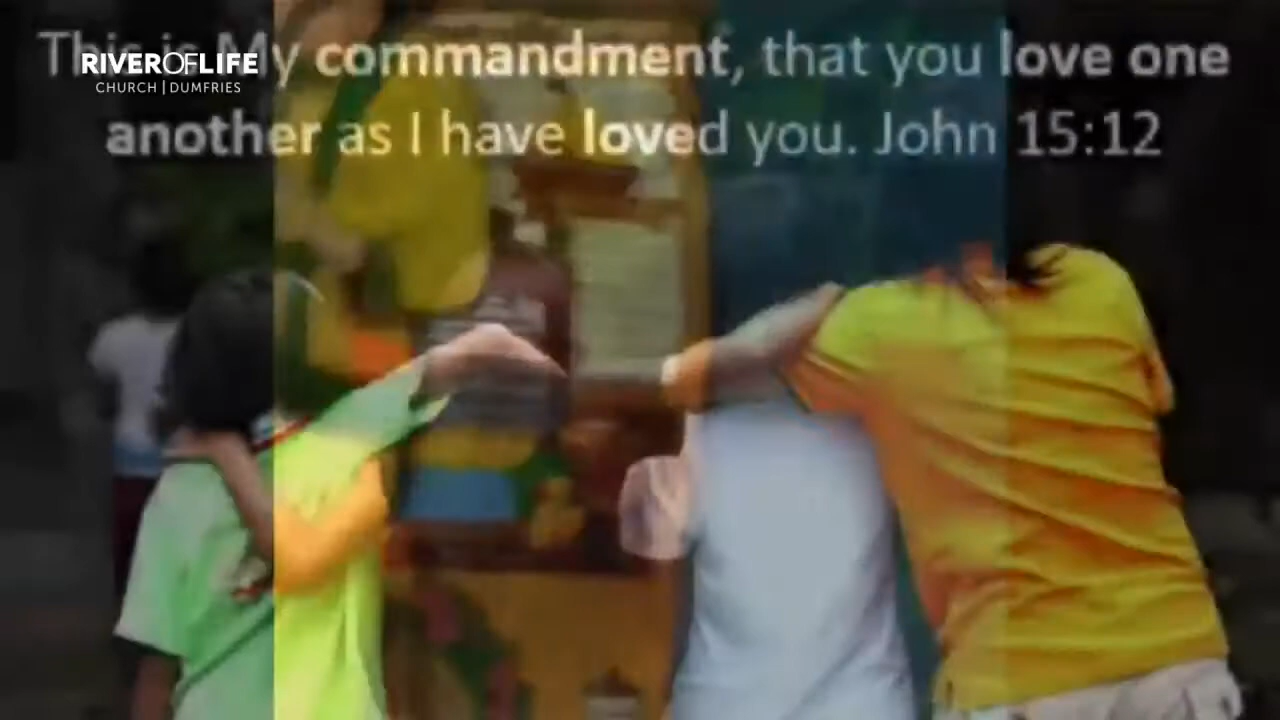 RIVEROFLIFE
CHURCH | DUMFRIES
This is My commandment, that you love one
another as I have loved you. John 15:12